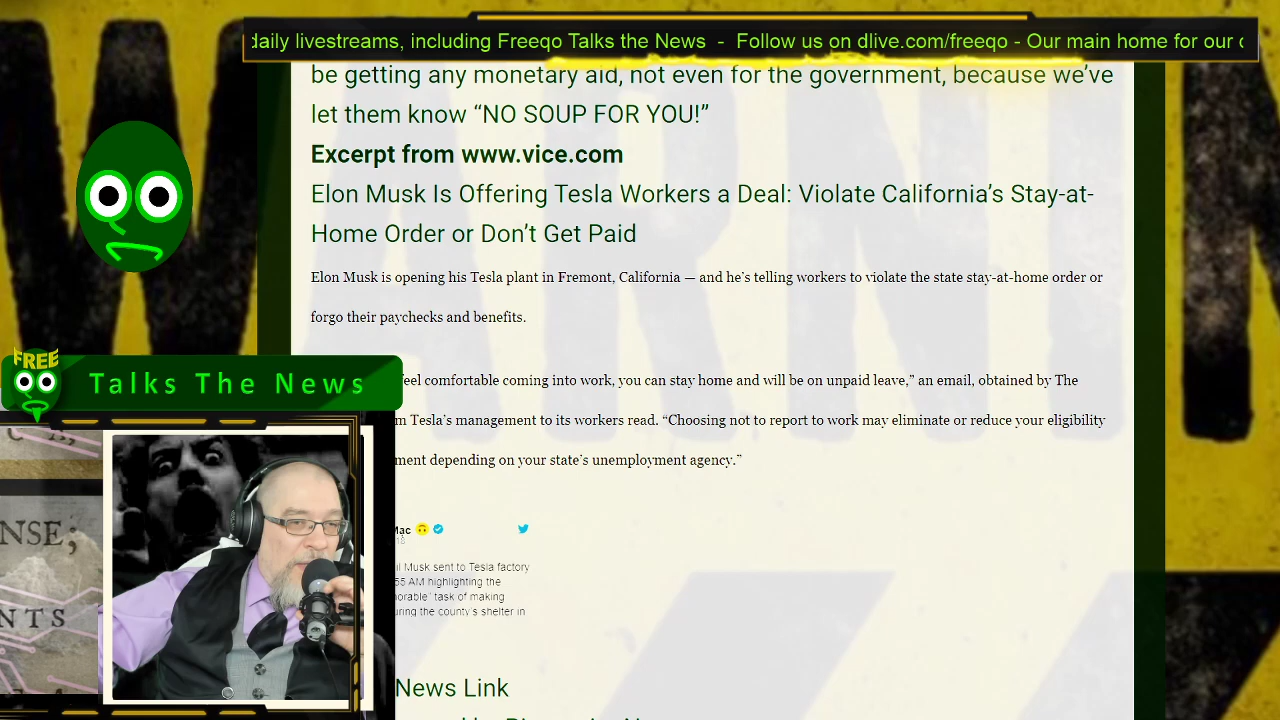 daily livestreams, including Freeqo Talks the News - Follow us on dlive.com/freeqo - Our main home for our
be getting any monetary aid, not even for the government, because we've
let them know “NO SOUP FOR YOU!”
Excerpt from www.vice.com
Elon Musk Is Offering Tesla Workers a Deal: Violate California's Stay-at-
Home Order or Don't Get Paid
Elon Musk is opening his Tesla plant in Fremont, California — and he's telling workers to violate the state stay-at-home order or
forgo their paychecks and benefits.
FREE
Talks The News
feel comfortable coming into work, you can stay home and will be on unpaid leave,” an email, obtained by The
m Tesla's management to its workers read. “Choosing not to report to work may eliminate or reduce your eligibility
ment depending on your state's unemployment agency.”
Mac
il Musk sent to Tesla factory
55 AM highlighting the
orable” task of making
uring the county's shelter in
NSE;
NTS
News Link